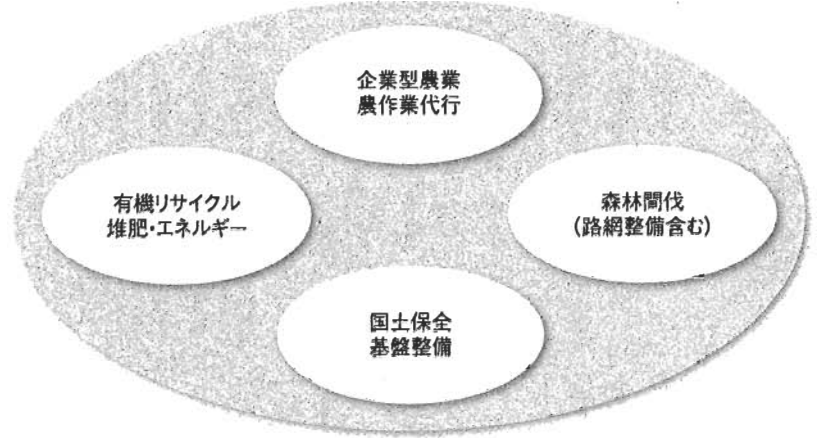 企業型農業
農作業代行
有機リサイクル
堆肥・エネルギー
森林間伐
(路網整備含む)
国土保全
基盤整備